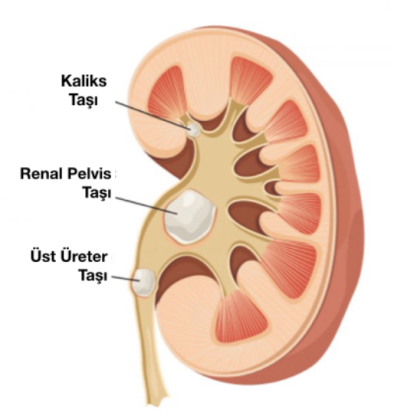 Kaliks
Taşı
Renal Pelvis
Taşı
Üst Üreter
Taşı